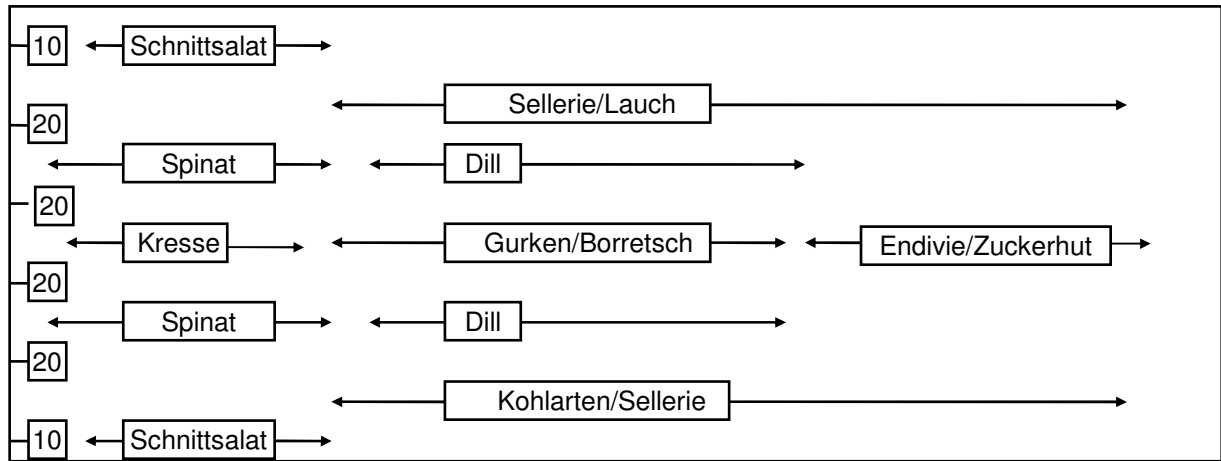 10 Schnittsalat
Sellerie/Lauch
20
Spinat Dill
20
Kresse Gurken/Borretsch Endivie/Zuckerhut
20
Spinat Dill
20
Kohlarten/Sellerie
10 Schnittsalat